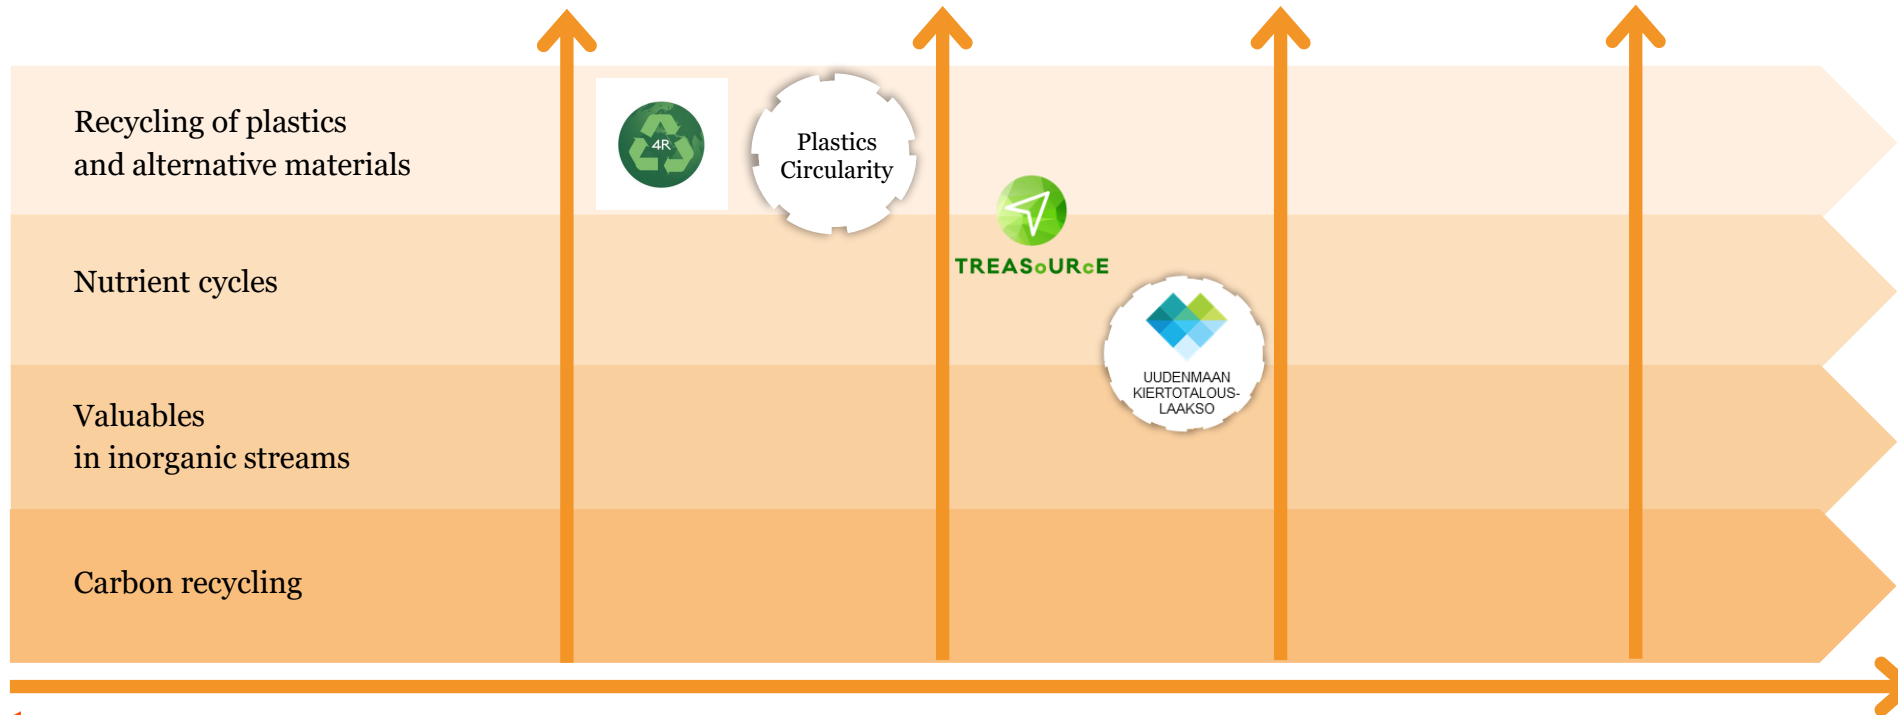 Recycling of plastics
and alternative materials
4R
Plastics
Circularity
TREASoURcE
Nutrient cycles
UUDENMAAN
KIERTOTALOUS-
LAAKSO
Valuables
in inorganic streams
Carbon recycling